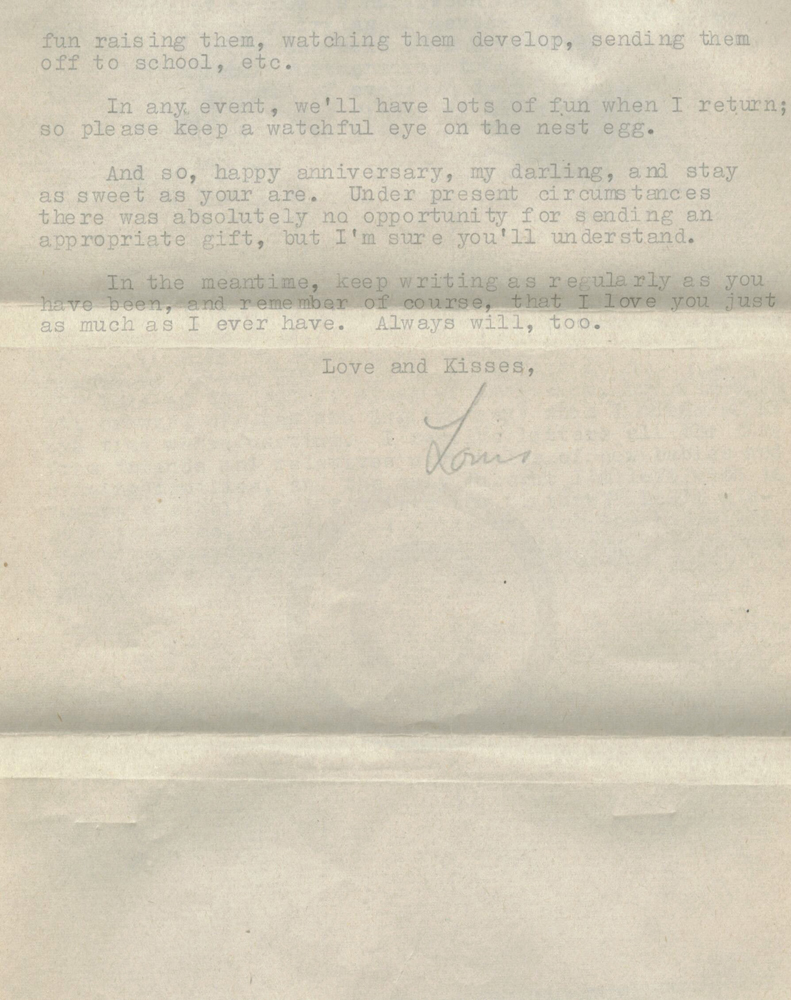 fun raising them, watching them develop, sending them
off to school, etc.
In any event, we'll have lots of fun when I return;
so please keep a watchful eye on the nest egg.
And so, happy anniversary, my darling, and stay
as sweet as your are. Under present circumstances
there was absolutely no opportunity for sending an
appropriate gift, but I'm sure you'll understand.
In the meantime, keep writing as regularly as you
have been, and remember of course, that I love you just
as much as I ever have. Always will, too.
Love and Kisses,
Louis